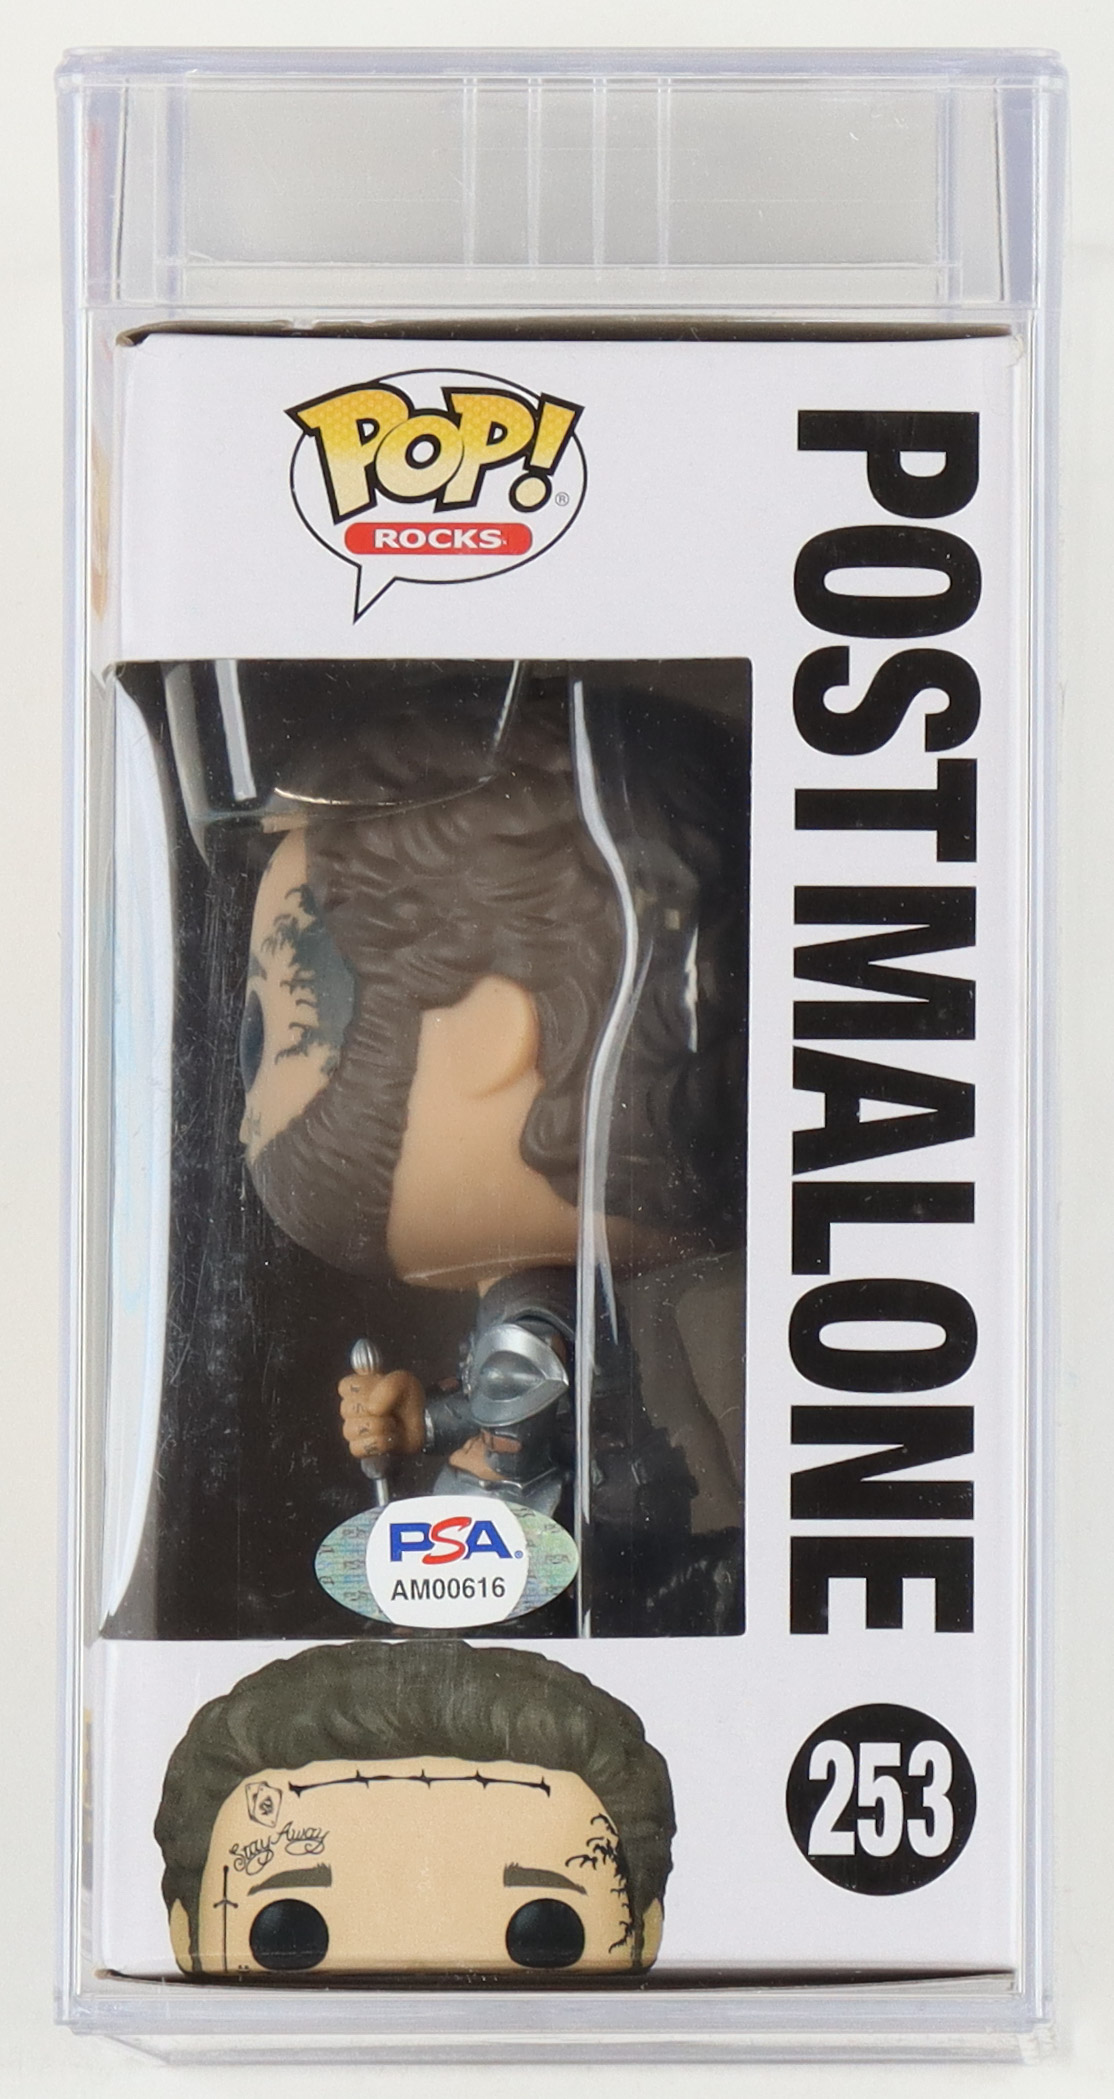 POP!®
ROCKS
POST MALONE
253
PSA®
AM00616
Stay Away